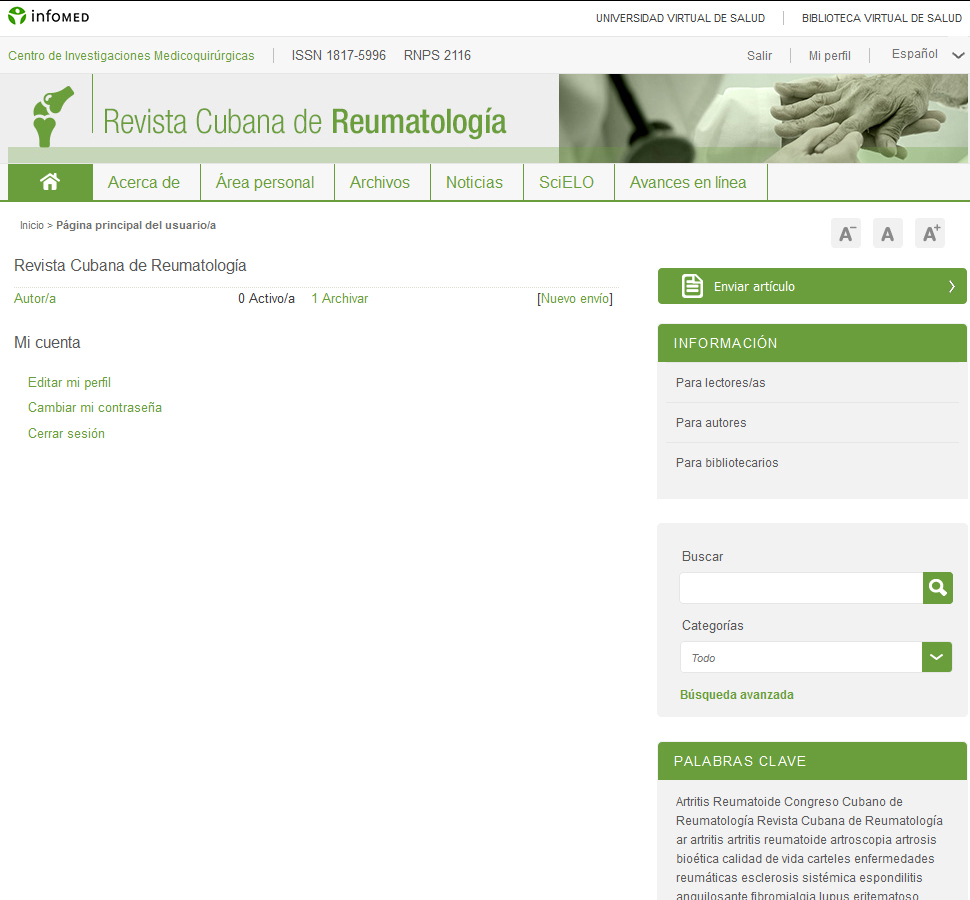 infOMED
UNIVERSIDAD VIRTUAL DE SALUD
BIBLIOTECA VIRTUAL DE SALUD
Centro de Investigaciones Medicoquirúrgicas
ISSN 1817-5996
RNPS 2116
Salir
Mi perfil
Español
Revista Cubana de Reumatología
Acerca de
Área personal
Archivos
Noticias
SciELO
Avances en línea
Inicio > Página principal del usuario/a
A-
A
A+
Revista Cubana de Reumatología
Autor/a
0 Activo/a
1 Archivar
[Nuevo envío]
Mi cuenta
Editar mi perfil
Cambiar mi contraseña
Cerrar sesión
Enviar artículo
INFORMACIÓN
Para lectores/as
Para autores
Para bibliotecarios
Buscar
Categorías
Todo
Búsqueda avanzada
PALABRAS CLAVE
Artritis Reumatoide Congreso Cubano de
Reumatología Revista Cubana de Reumatología
ar artritis artritis reumatoide artroscopia artrosis
bioética calidad de vida carteles enfermedades
reumáticas esclerosis sistémica espondilitis
anquilosante fibromialgia lupus eritematoso